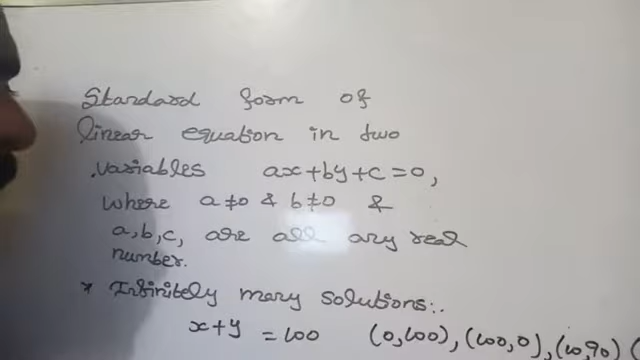 Standard form of
linear equation in two
variables ax+by+c=0,
where a≠0 & b≠0 &
a,b,c, are all any real
number.
* Infinitely many solutions:.
x+y = 100 (0,100), (100,0), (10,90) (